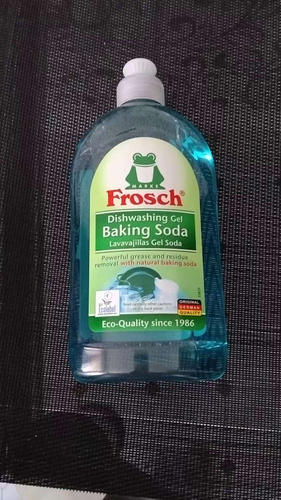 MARKE
Frosch®
Dishwashing Gel
Baking Soda
Lavavajillas Gel Soda
Powerful grease and residue
removal with natural baking soda
Ecolabel
ORIGINAL
GERMAN
QUALITY
Eco-Quality since 1986